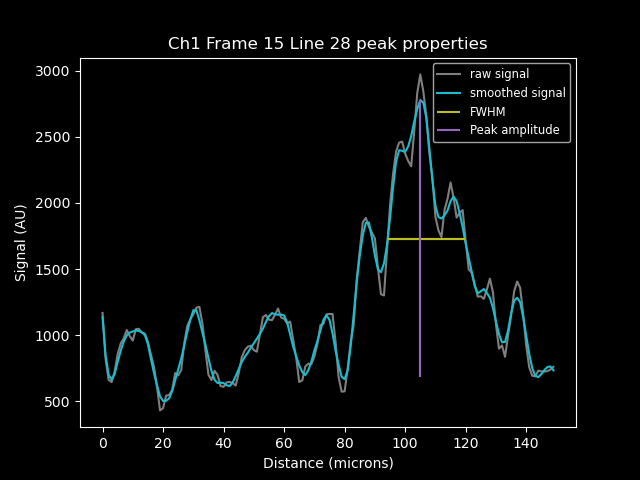 Ch1 Frame 15 Line 28 peak properties
raw signal
smoothed signal
FWHM
Peak amplitude
Signal (AU)
3000
2500
2000
1500
1000
500
0 20 40 60 80 100 120 140
Distance (microns)